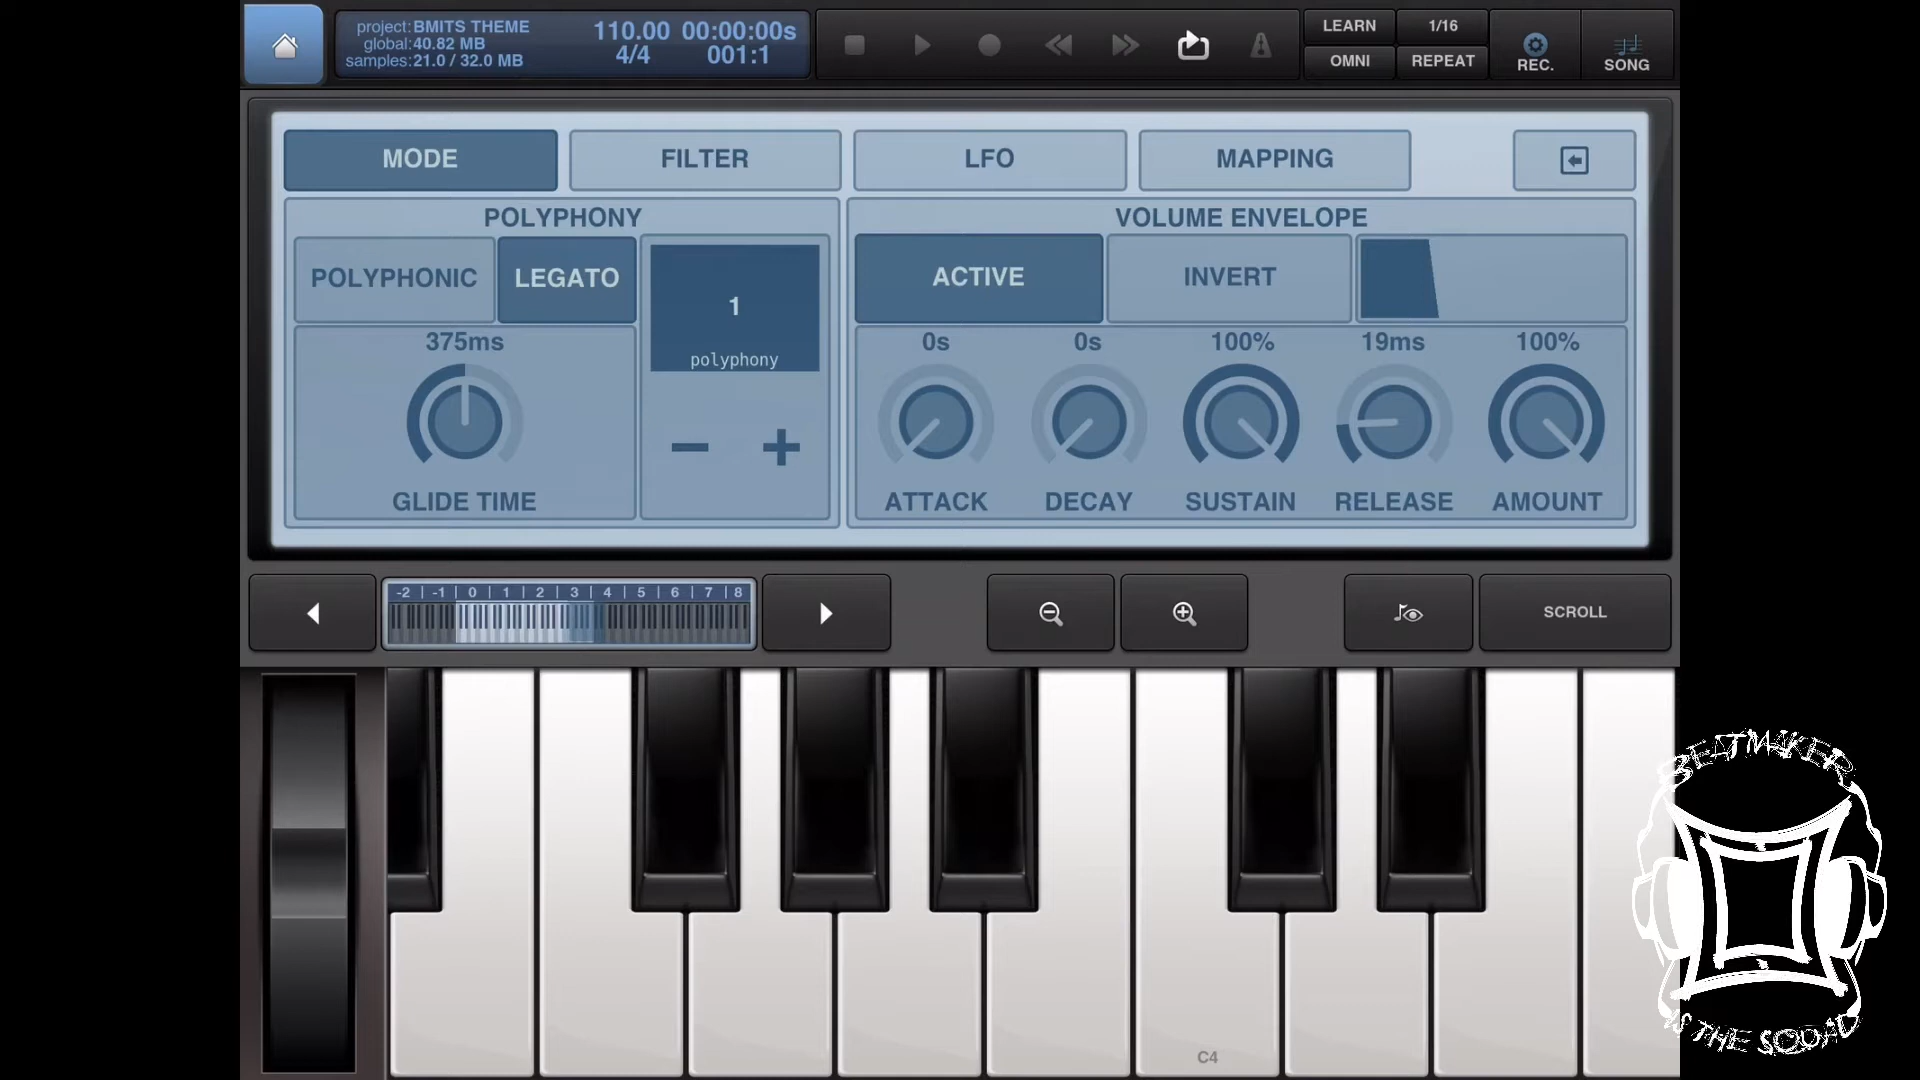 project: BMITS THEME
global: 40.82 MB
samples: 21.0 / 32.0 MB
110.00 00:00:00s
4/4 001:1
LEARN
OMNI
1/16
REPEAT
REC.
SONG
MODE
FILTER
LFO
MAPPING
POLYPHONY
POLYPHONIC
LEGATO
1
polyphony
375ms
GLIDE TIME
VOLUME ENVELOPE
ACTIVE
INVERT
0s 0s 100% 19ms 100%
ATTACK DECAY SUSTAIN RELEASE AMOUNT
-2 -1 0 1 2 3 4 5 6 7 8
SCROLL
C4
BEATMAKER
IS THE SQUAD